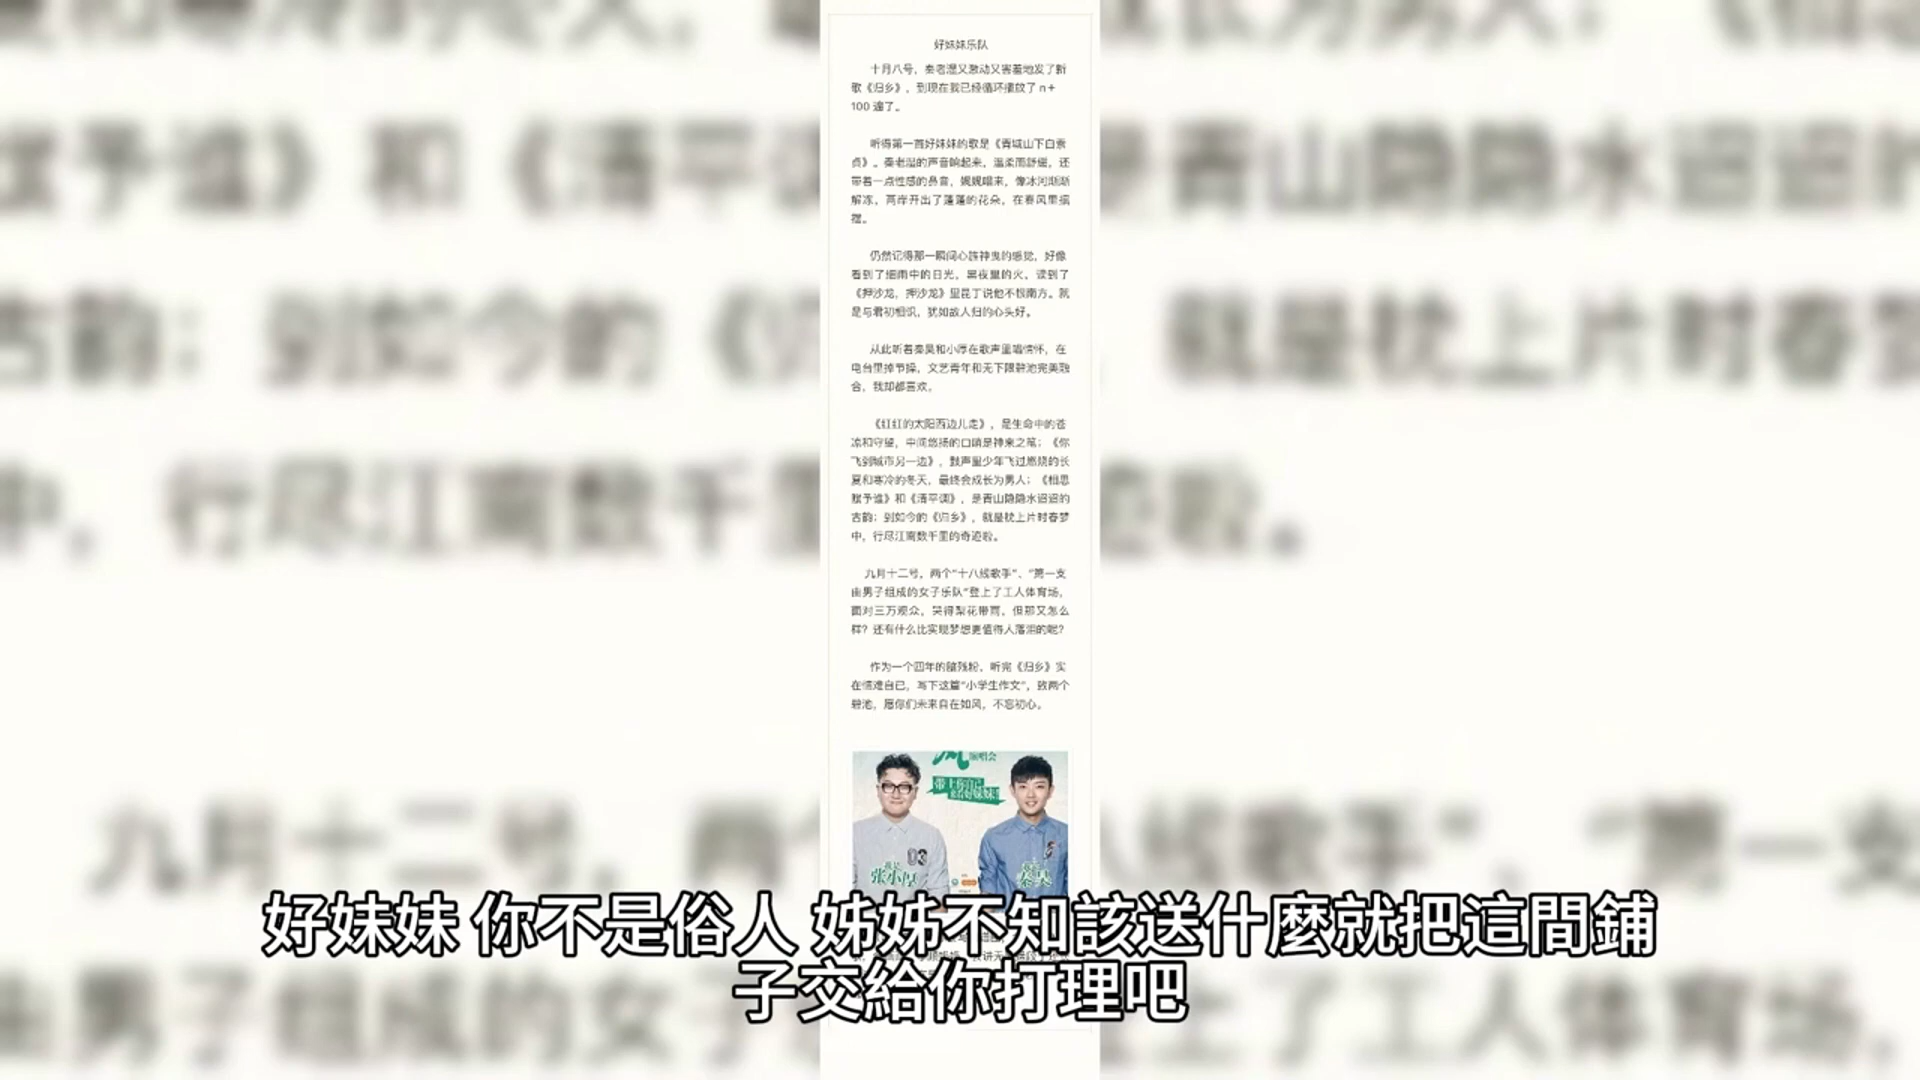 好妹妹乐队
十月八号，秦老湿又激动又害羞地发了新
歌《归乡》，到现在我已经循环播放了 n+
100 遍了。
听得第一首好妹妹的歌是《青城山下白素
贞》。秦老湿的声音响起来，温柔而舒缓，还
带着一点性感的鼻音，娓娓唱来，像冰河渐渐
解冻，两岸开出了蓬蓬的花朵，在春风里摇
摆。
仍然记得那一瞬间心旌神曳的感觉，好像
看到了细雨中的日光，黑夜里的火，读到了
《押沙龙，押沙龙》里昆丁说他不恨南方。就
是与君初相识，犹如故人归的心头好。
从此听着秦昊和小厚在歌声里唱情怀，在
电台里掉节操，文艺青年和无下限碧池完美融
合，我却都喜欢。
《红红的太阳西边儿走》，是生命中的苍
凉和守望，中间悠扬的口哨是神来之笔；《你
飞到城市另一边》，鼓声里少年飞过燃烧的长
夏和寒冷的冬天，最终会成长为男人；《相思
赋予谁》和《清平调》，是青山隐隐水迢迢的
古韵；到如今的《归乡》，就是枕上片时春梦
中，行尽江南数千里的奇迹啦。
九月十二号，两个“十八线歌手”、“第一支
由男子组成的女子乐队”登上了工人体育场，
面对三万观众，哭得梨花带雨，但那又怎么
样？还有什么比实现梦想更值得人落泪的呢？
作为一个四年的脑残粉，听完《归乡》实
在情难自已，写下这篇“小学生作文”，致两个
碧池，愿你们未来自在如风，不忘初心。
演唱会
带上你自己
来看好妹妹
03
张小厚
秦昊
好妹妹 你不是俗人 姊姊不知該送什麼就把這間鋪
子交給你打理吧